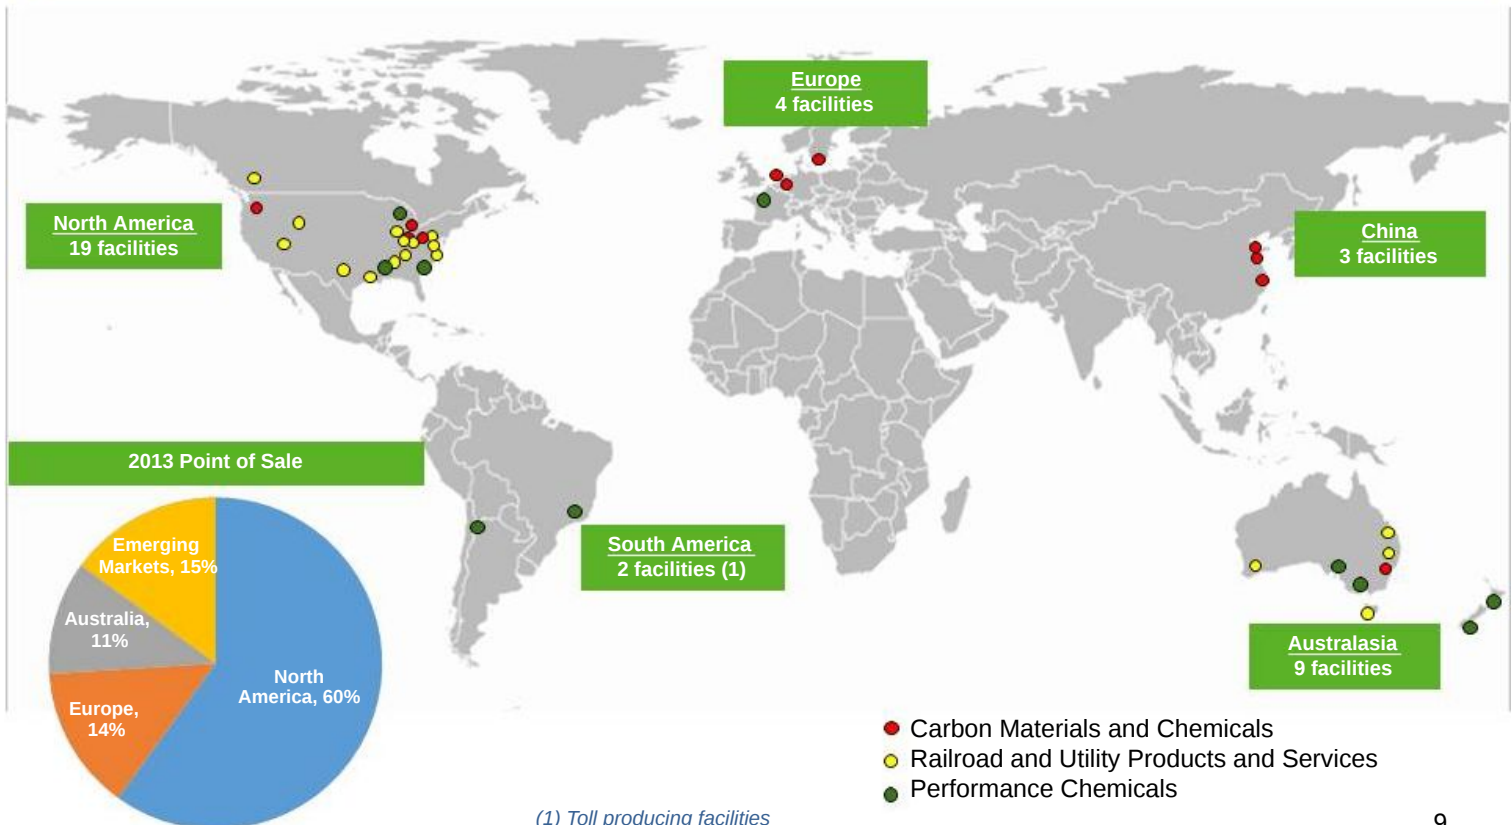 Europe
4 facilities
North America
19 facilities
China
3 facilities
2013 Point of Sale
Emerging
Markets, 15%
Australia,
11%
Europe,
14%
North
America, 60%
South America
2 facilities (1)
Australasia
9 facilities
Carbon Materials and Chemicals
Railroad and Utility Products and Services
Performance Chemicals
(1) Toll producing facilities
9